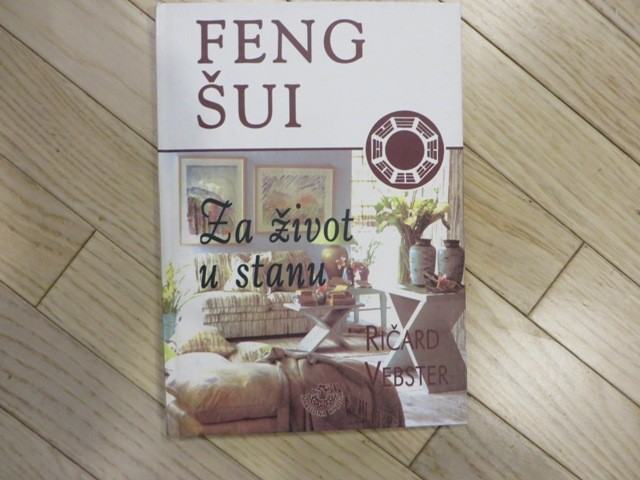 FENG
ŠUI
Za život
u stanu
RIČARD
VEBSTER